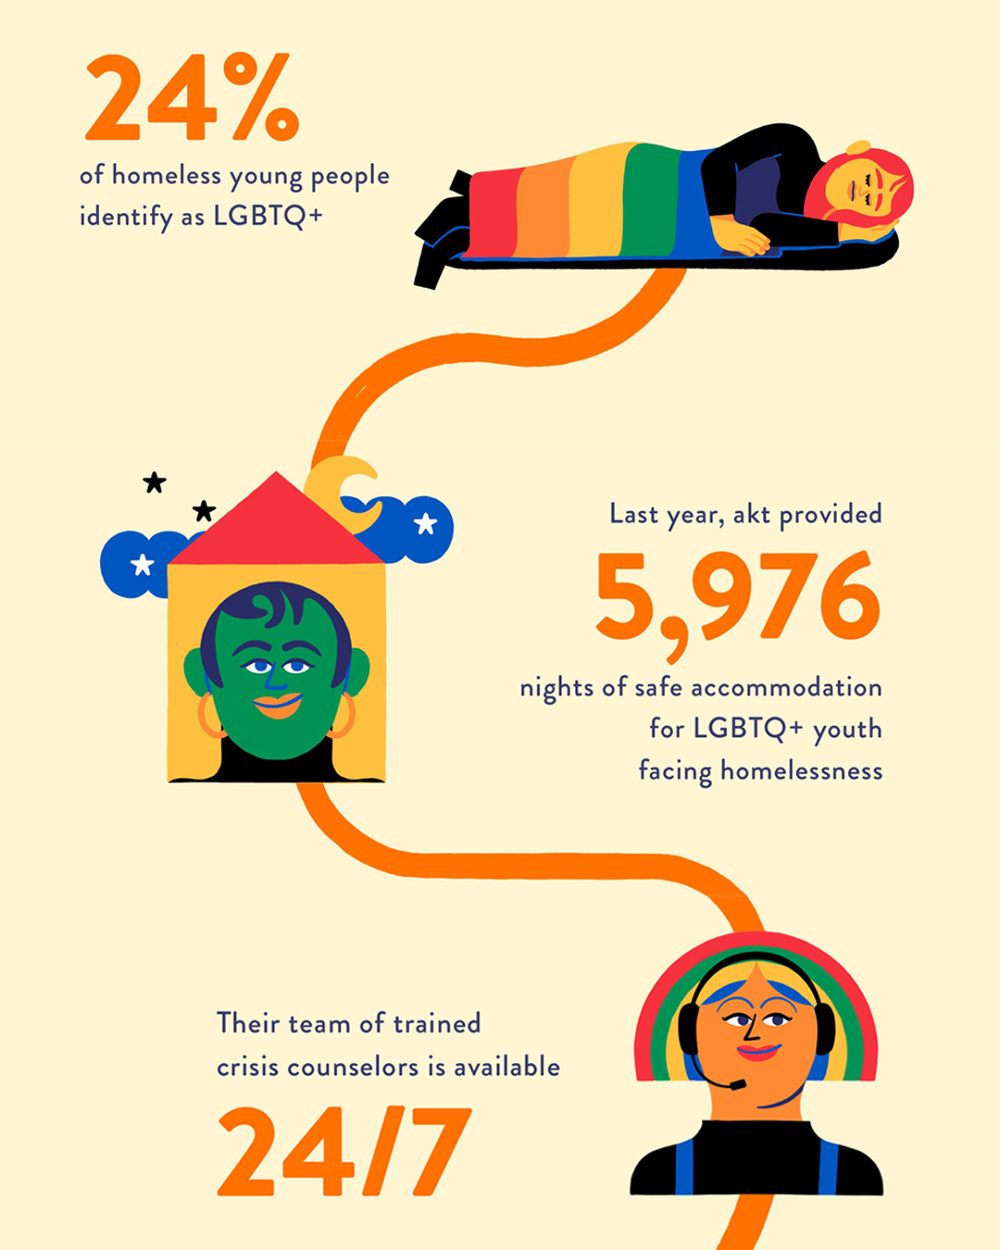 24%
of homeless young people
identify as LGBTQ+
Last year, akt provided
5,976
nights of safe accommodation
for LGBTQ+ youth
facing homelessness
Their team of trained
crisis counselors is available
24/7